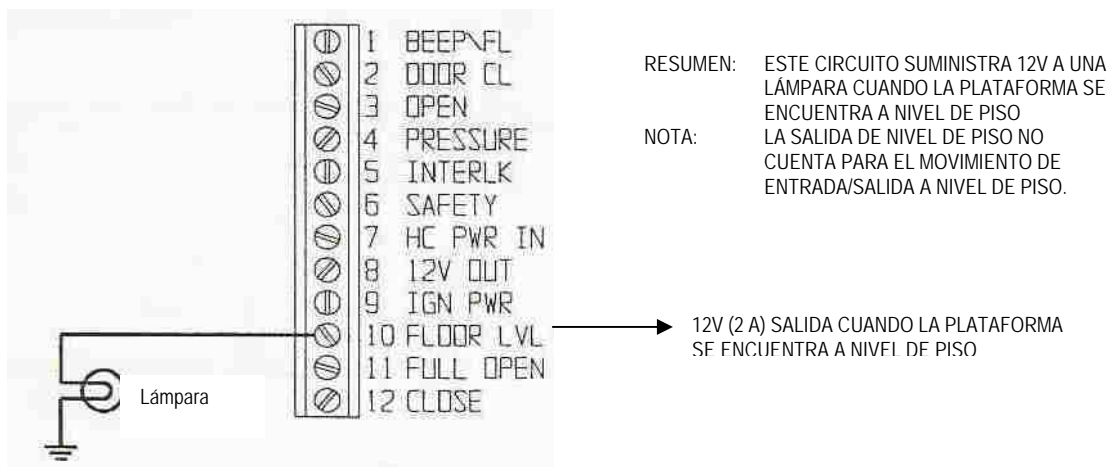 1 BEEP\FL
2 DOOR CL
3 OPEN
4 PRESSURE
5 INTERLK
6 SAFETY
7 HC PWR IN
8 12V OUT
9 IGN PWR
10 FLOOR LVL
11 FULL OPEN
12 CLOSE
Lámpara
RESUMEN: ESTE CIRCUITO SUMINISTRA 12V A UNA
LÁMPARA CUANDO LA PLATAFORMA SE
ENCUENTRA A NIVEL DE PISO
NOTA: LA SALIDA DE NIVEL DE PISO NO
CUENTA PARA EL MOVIMIENTO DE
ENTRADA/SALIDA A NIVEL DE PISO.
12V (2 A) SALIDA CUANDO LA PLATAFORMA
SE ENCUENTRA A NIVEL DE PISO